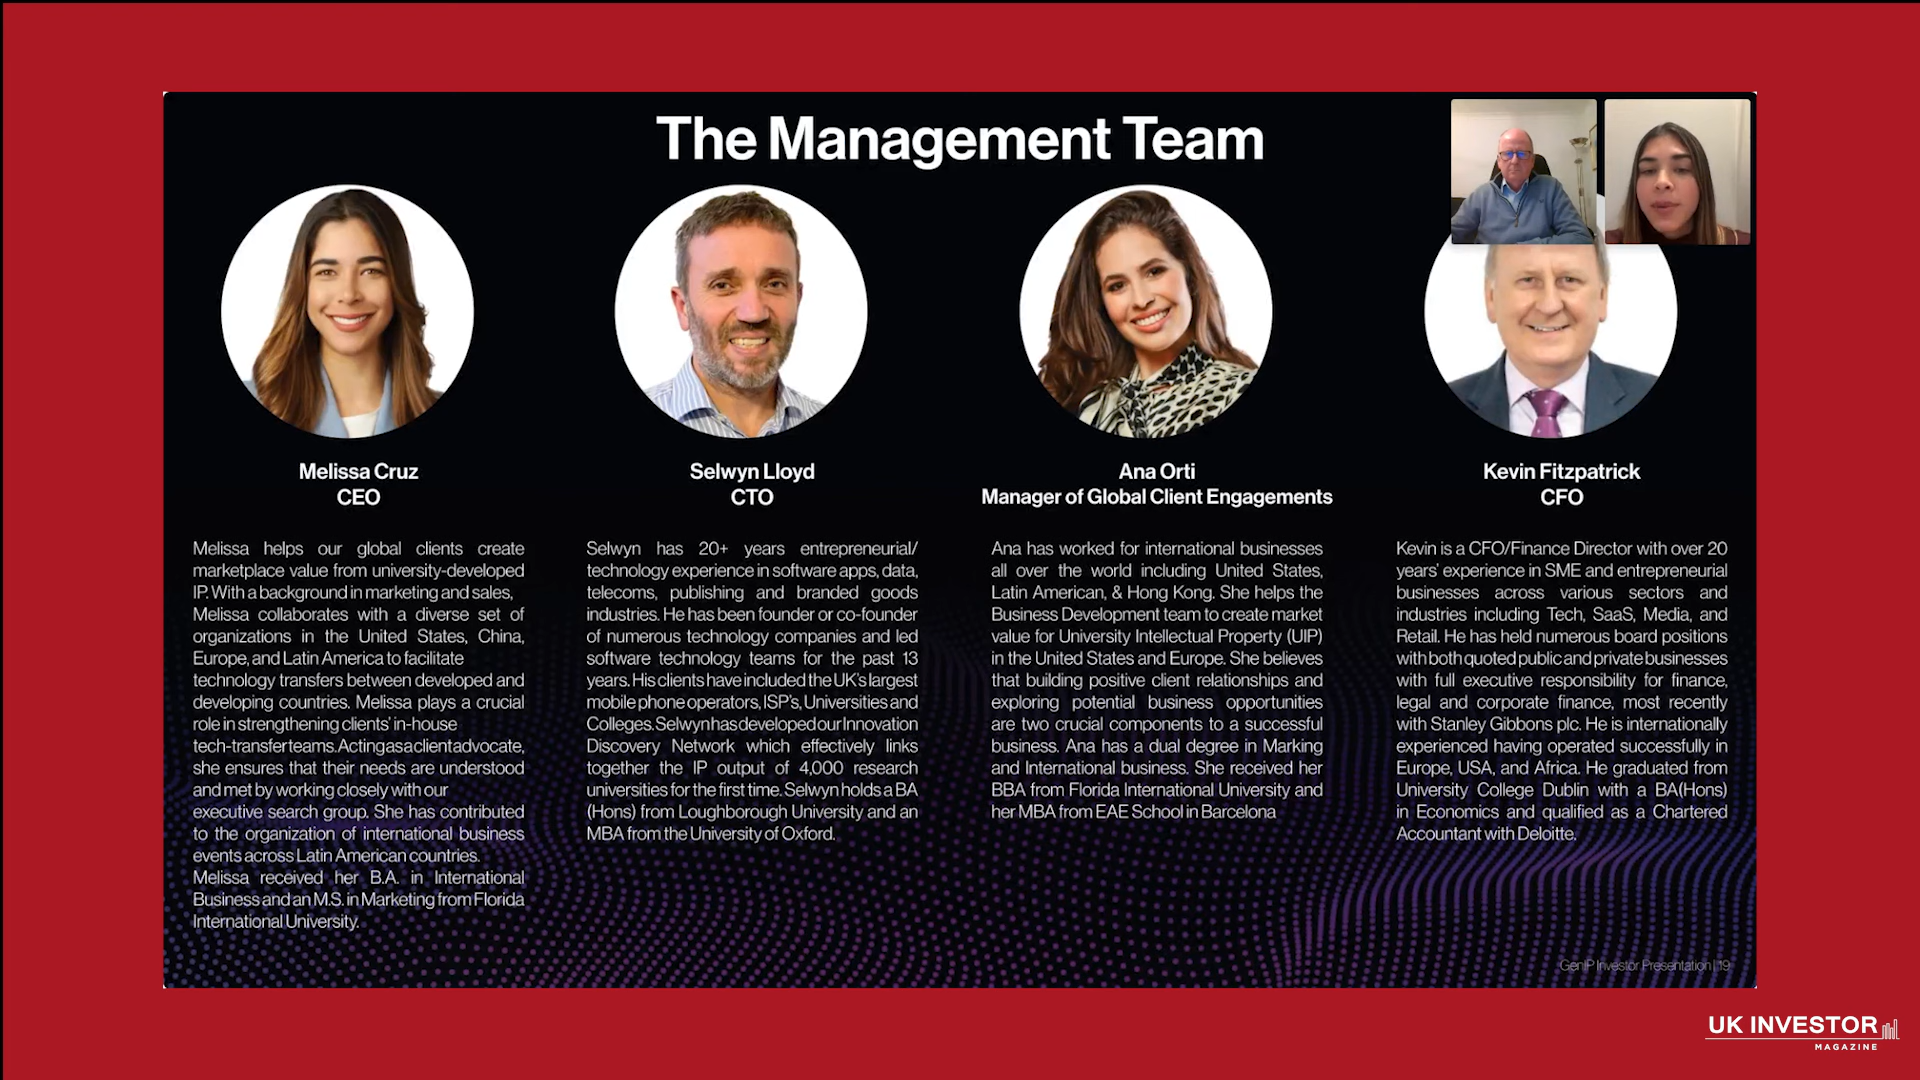 The Management Team
Melissa Cruz
CEO
Melissa helps our global clients create
marketplace value from university-developed
IP. With a background in marketing and sales,
Melissa collaborates with a diverse set of
organizations in the United States, China,
Europe, and Latin America to facilitate
technology transfers between developed and
developing countries. Melissa plays a crucial
role in strengthening clients' in-house
tech-transfer teams. Acting as a client advocate,
she ensures that their needs are understood
and met by working closely with our
executive search group. She has contributed
to the organization of international business
events across Latin American countries.
Melissa received her B.A. in International
Business and an M.S. in Marketing from Florida
International University.
Selwyn Lloyd
CTO
Selwyn has 20+ years entrepreneurial/
technology experience in software apps, data,
telecoms, publishing and branded goods
industries. He has been founder or co-founder
of numerous technology companies and led
software technology teams for the past 13
years. His clients have included the UK's largest
mobile phone operators, ISP's, Universities and
Colleges. Selwyn has developed our Innovation
Discovery Network which effectively links
together the IP output of 4,000 research
universities for the first time. Selwyn holds a BA
(Hons) from Loughborough University and an
MBA from the University of Oxford.
Ana Orti
Manager of Global Client Engagements
Ana has worked for international businesses
all over the world including United States,
Latin American, & Hong Kong. She helps the
Business Development team to create market
value for University Intellectual Property (UIP)
in the United States and Europe. She believes
that building positive client relationships and
exploring potential business opportunities
are two crucial components to a successful
business. Ana has a dual degree in Marking
and International business. She received her
BBA from Florida International University and
her MBA from EAE School in Barcelona
Kevin Fitzpatrick
CFO
Kevin is a CFO/Finance Director with over 20
years' experience in SME and entrepreneurial
businesses across various sectors and
industries including Tech, SaaS, Media, and
Retail. He has held numerous board positions
with both quoted public and private businesses
with full executive responsibility for finance,
legal and corporate finance, most recently
with Stanley Gibbons plc. He is internationally
experienced having operated successfully in
Europe, USA, and Africa. He graduated from
University College Dublin with a BA(Hons)
in Economics and qualified as a Chartered
Accountant with Deloitte.
GenIP Investor Presentation | 19
UK INVESTOR
MAGAZINE